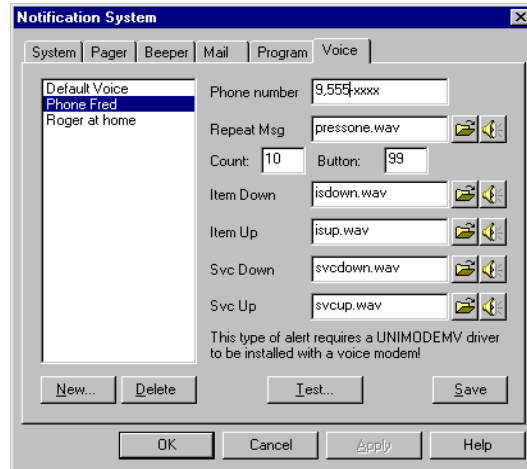 Notification System
System Pager Beeper Mail Program Voice
Default Voice
Phone Fred
Roger at home
Phone number 9,555-xxxx
Repeat Msg pressone.wav
Count: 10 Button: 99
Item Down isdown.wav
Item Up isup.wav
Svc Down svcdown.wav
Svc Up svcup.wav
This type of alert requires a UNIMODEMV driver
to be installed with a voice modem!
New... Delete Test... Save
OK Cancel Apply Help